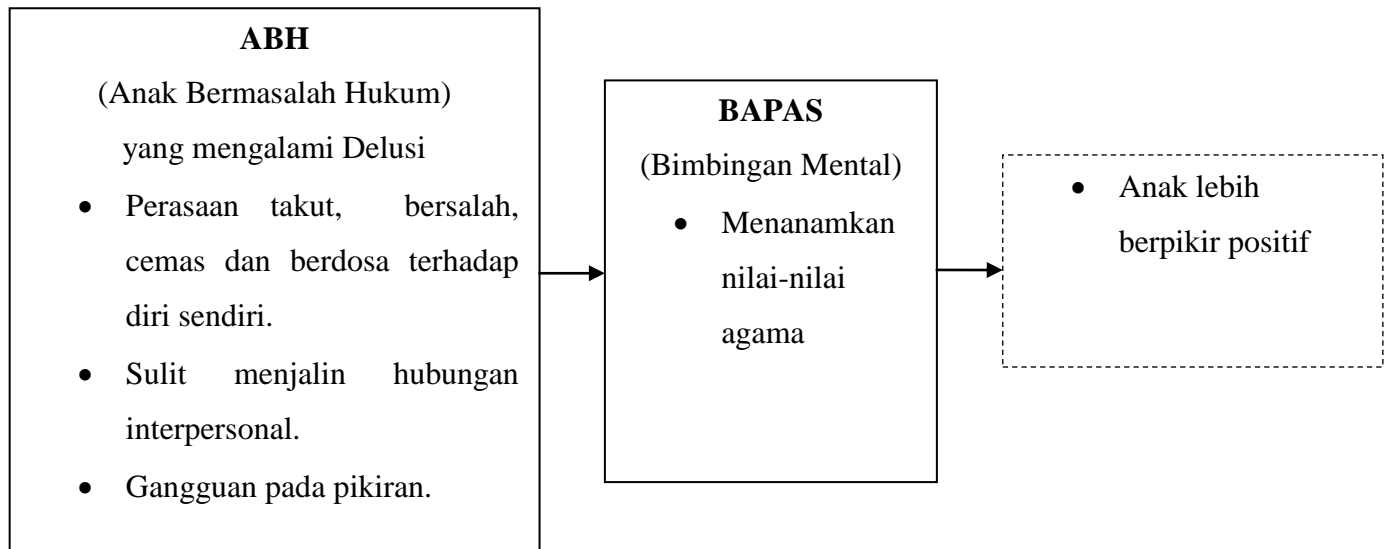 ABH
(Anak Bermasalah Hukum)
yang mengalami Delusi
• Perasaan takut, bersalah,
cemas dan berdosa terhadap
diri sendiri.
• Sulit menjalin hubungan
interpersonal.
• Gangguan pada pikiran.
BAPAS
(Bimbingan Mental)
• Menanamkan
nilai-nilai
agama
• Anak lebih
berpikir positif